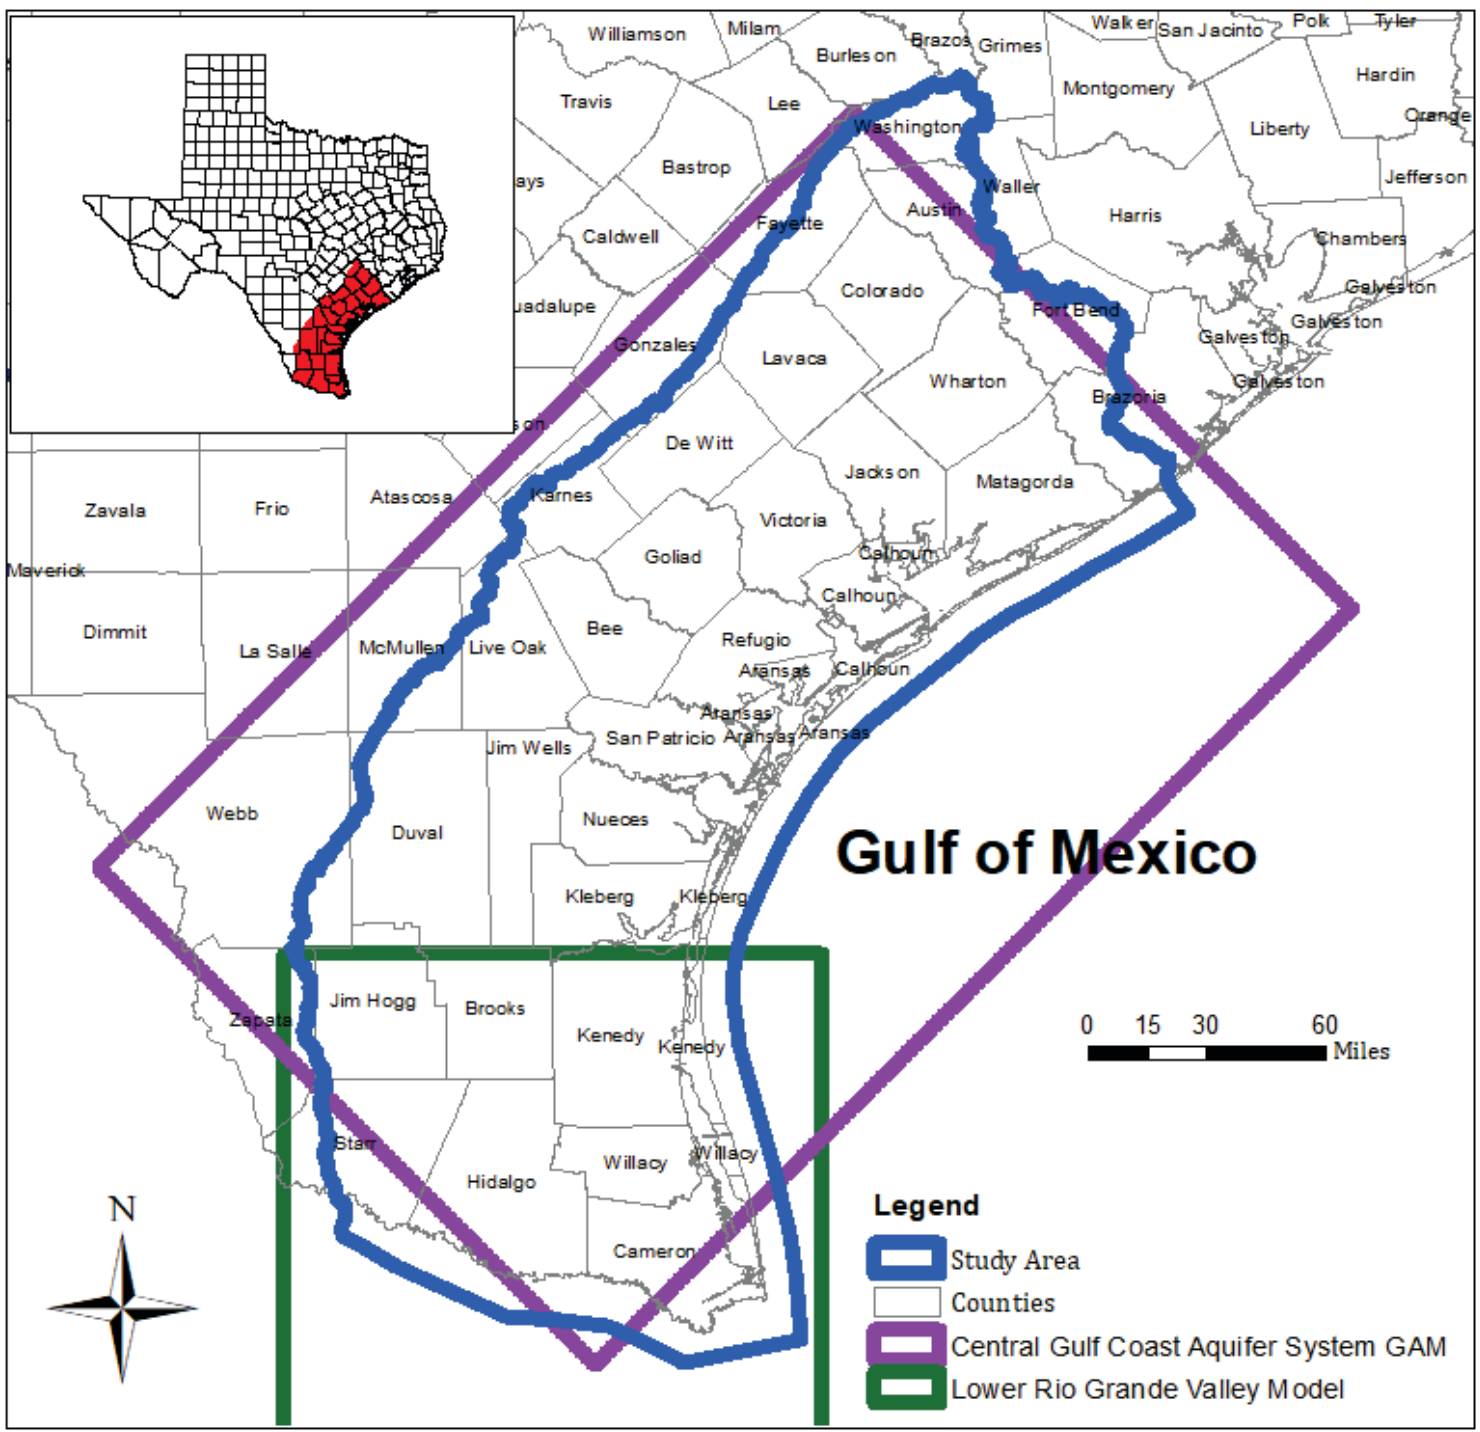 Williamson
Milam
Burleson
Brazos
Grimes
Walker
San Jacinto
Polk
Tyler
Travis
Lee
Washington
Montgomery
Hardin
Orange
Liberty
Bastrop
ays
Waller
Jefferson
Austin
Harris
Fayette
Caldwell
Chambers
uadalupe
Colorado
Galveston
Fort Bend
Galveston
Galveston
Gonzales
Lavaca
Wharton
Galveston
Brazoria
son
De Witt
Zavala
Frio
Atascosa
Karnes
Jackson
Matagorda
Victoria
Goliad
Calhoun
Maverick
Calhoun
Dimmit
La Salle
McMullen
Live Oak
Bee
Refugio
Aransas
Calhoun
Aransas
San Patricio
Aransas
Aransas
Jim Wells
Webb
Duval
Nueces
Gulf of Mexico
Kleberg
Kleberg
Zapata
Jim Hogg
Brooks
Kenedy
Kenedy
0 15 30 60
Miles
Starr
Hidalgo
Willacy
Willacy
Cameron
N
Legend
Study Area
Counties
Central Gulf Coast Aquifer System GAM
Lower Rio Grande Valley Model